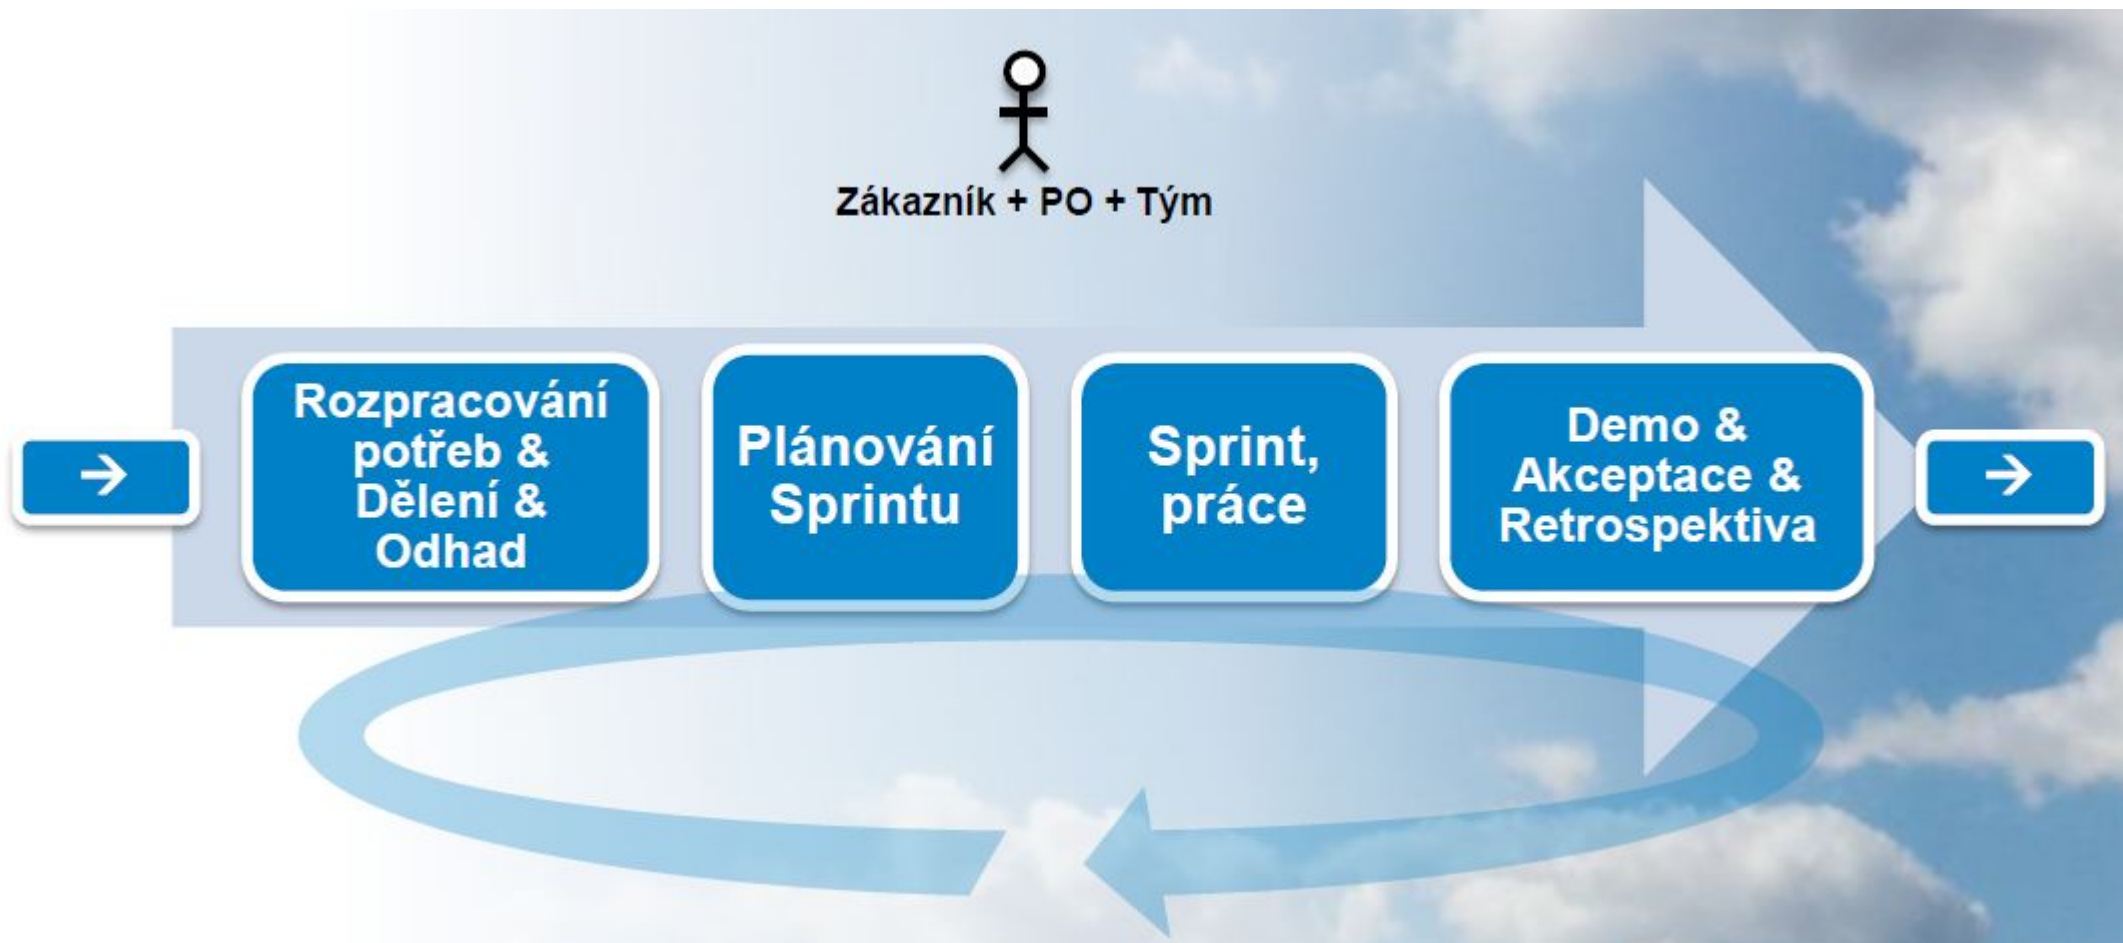 Zákazník + PO + Tým
→
Rozpracování
potřeb &
Dělení &
Odhad
Plánování
Sprintu
Sprint,
práce
Demo &
Akceptace &
Retrospektiva
→